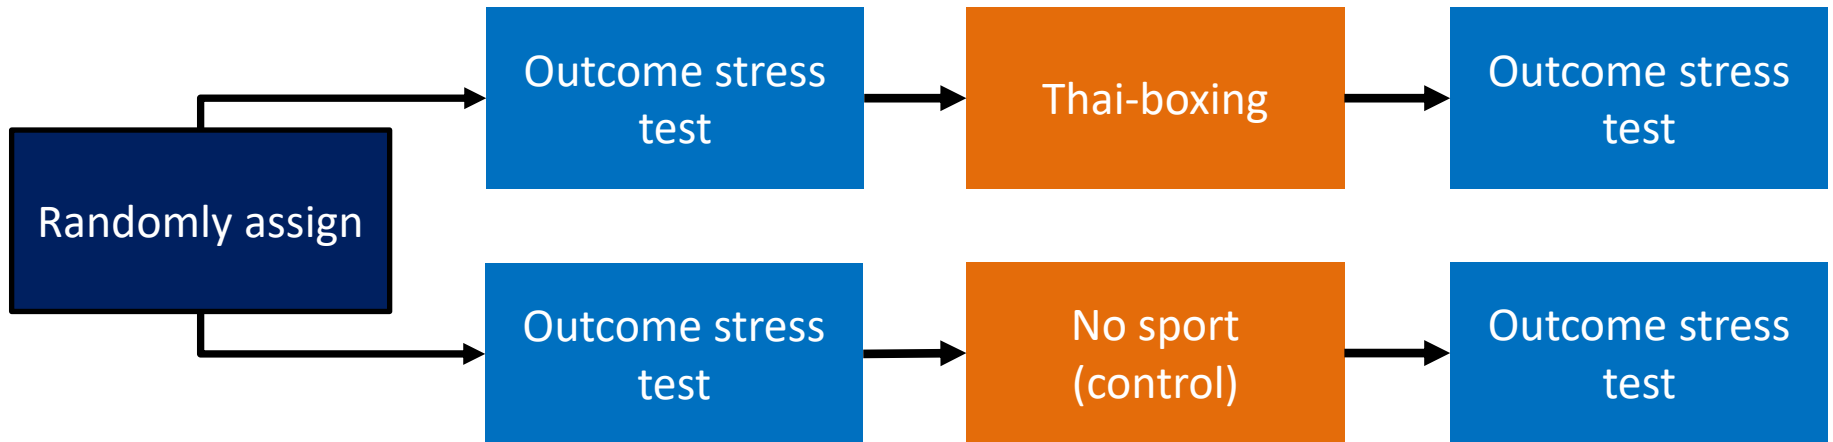 Randomly assign
Outcome stress
test
Thai-boxing
Outcome stress
test
Outcome stress
test
No sport
(control)
Outcome stress
test